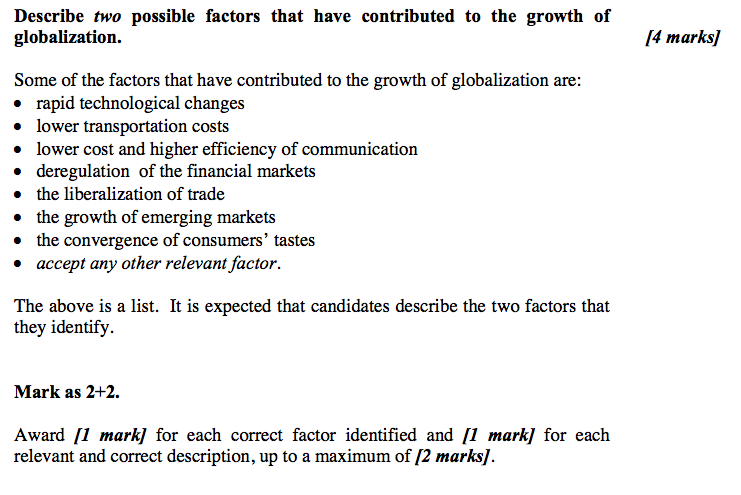 Describe two possible factors that have contributed to the growth of
globalization. [4 marks]
Some of the factors that have contributed to the growth of globalization are:
• rapid technological changes
• lower transportation costs
• lower cost and higher efficiency of communication
• deregulation of the financial markets
• the liberalization of trade
• the growth of emerging markets
• the convergence of consumers’ tastes
• accept any other relevant factor.
The above is a list. It is expected that candidates describe the two factors that
they identify.
Mark as 2+2.
Award [1 mark] for each correct factor identified and [1 mark] for each
relevant and correct description, up to a maximum of [2 marks].